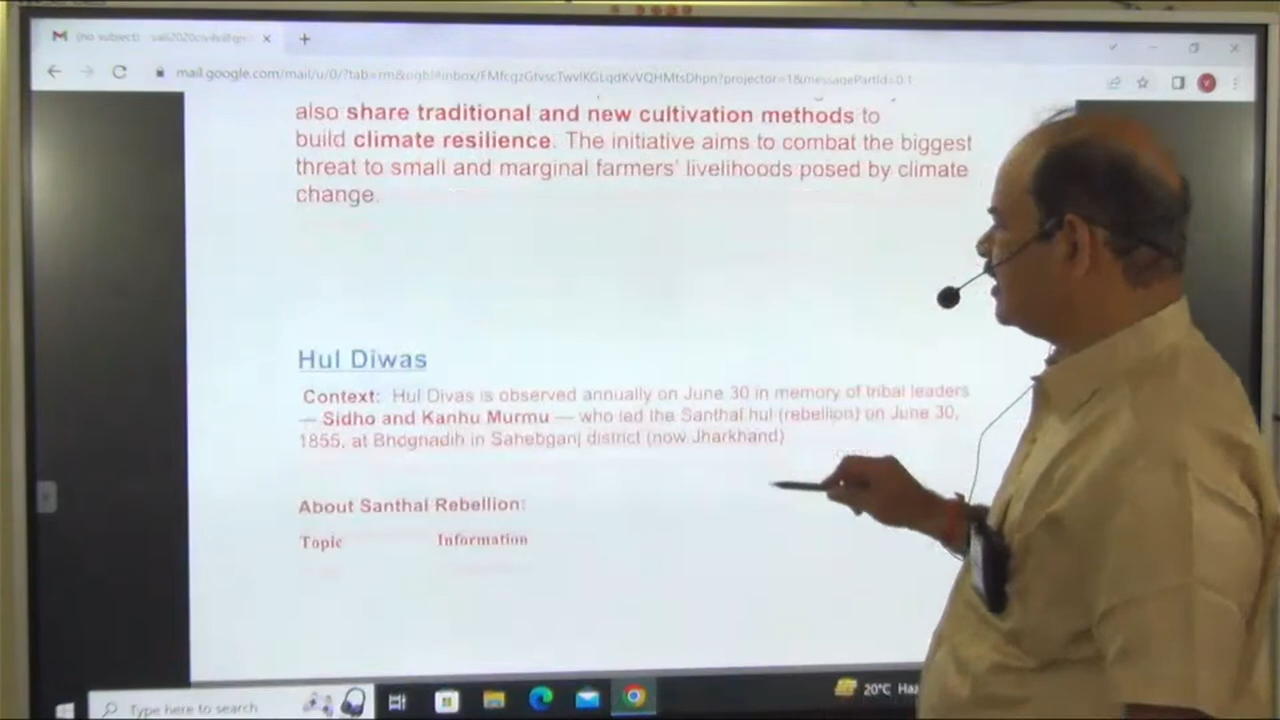 (no subject)
mail.google.com/mail/u/0/?tab=rm&ogbl#inbox/
also share traditional and new cultivation methods to
build climate resilience. The initiative aims to combat the biggest
threat to small and marginal farmers' livelihoods posed by climate
change.
Hul Diwas
Context: Hul Divas is observed annually on June 30 in memory of tribal leaders
— Sidho and Kanhu Murmu — who led the Santhal hul (rebellion) on June 30,
1855, at Bhognadih in Sahebganj district (now Jharkhand)
About Santhal Rebellion:
Topic Information
Type here to search
20°C